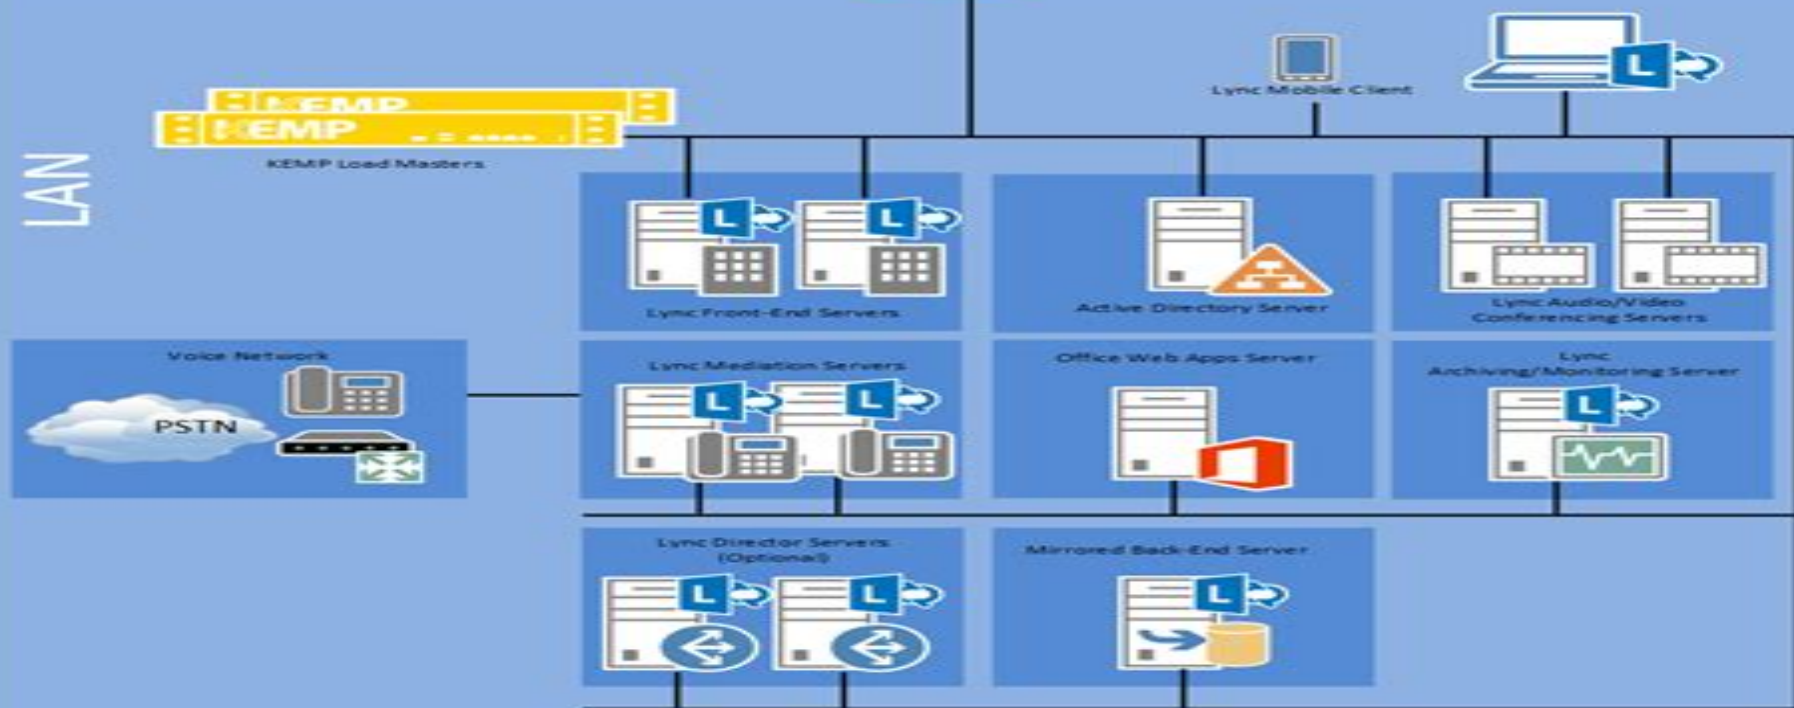 KEMP
KEMP
KEMP Load Masters
LAN
Lync Mobile Client
L
L
L
Lync Front-End Servers
Active Directory Server
Lync Audio/Video
Conferencing Servers
Voice Network
PSTN
Lync Mediation Servers
L
L
Office Web Apps Server
Lync
Archiving/Monitoring Server
L
Lync Director Servers
(Optional)
L
L
Mirrored Back-End Server
L